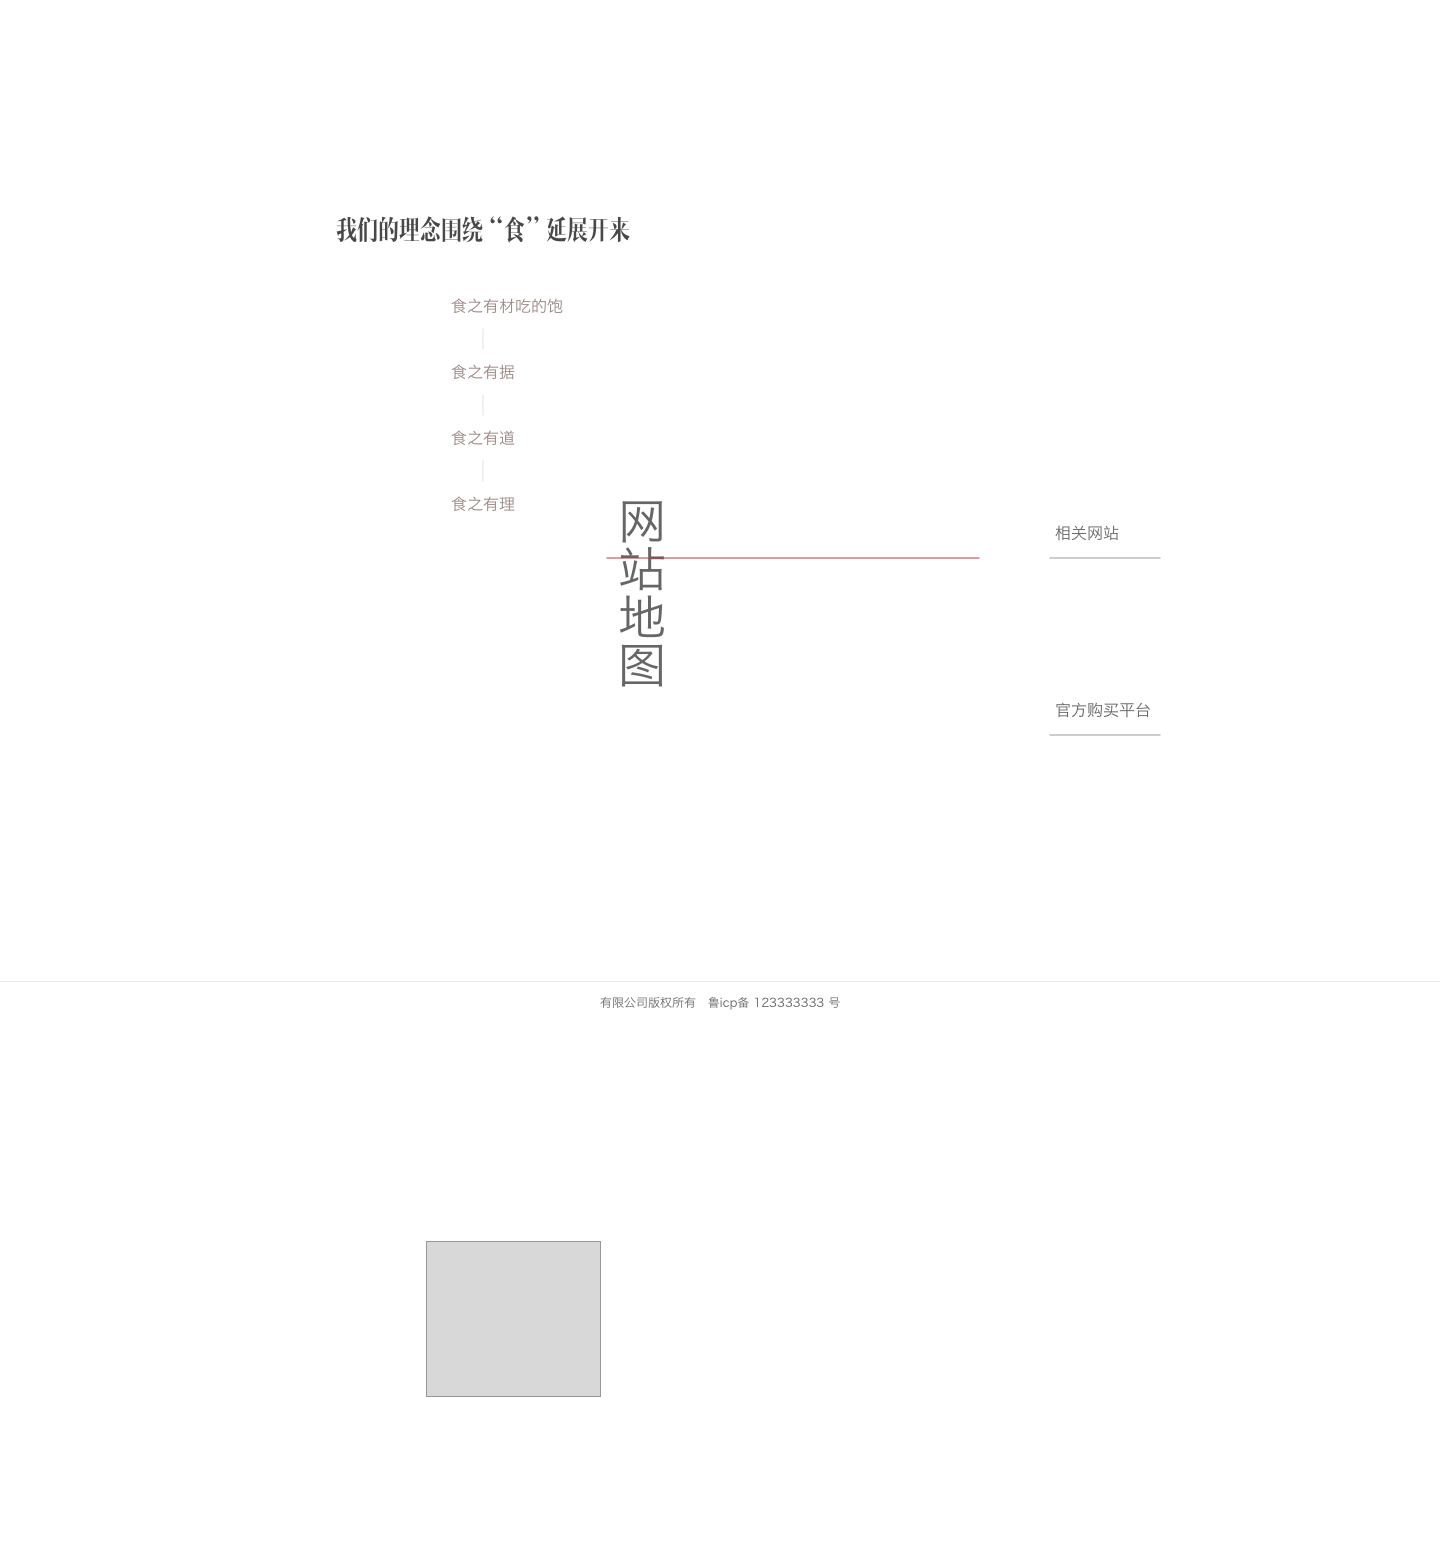 我们的理念围绕“食”延展开来
食之有材吃的饱
食之有据
食之有道
食之有理
网站地图
相关网站
官方购买平台
有限公司版权所有 鲁icp备 123333333 号